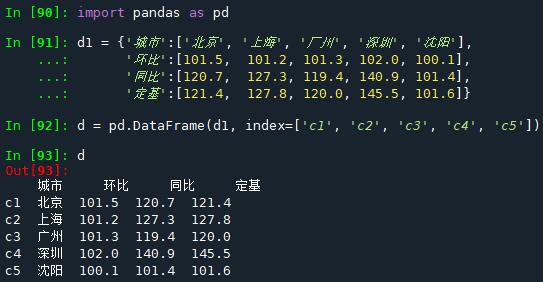 In [90]: import pandas as pd
In [91]: d1 = {'城市':['北京', '上海', '广州', '深圳', '沈阳'],
...: '环比':[101.5, 101.2, 101.3, 102.0, 100.1],
...: '同比':[120.7, 127.3, 119.4, 140.9, 101.4],
...: '定基':[121.4, 127.8, 120.0, 145.5, 101.6]}
In [92]: d = pd.DataFrame(d1, index=['c1', 'c2', 'c3', 'c4', 'c5'])
In [93]: d
Out[93]:
城市 环比 同比 定基
c1 北京 101.5 120.7 121.4
c2 上海 101.2 127.3 127.8
c3 广州 101.3 119.4 120.0
c4 深圳 102.0 140.9 145.5
c5 沈阳 100.1 101.4 101.6